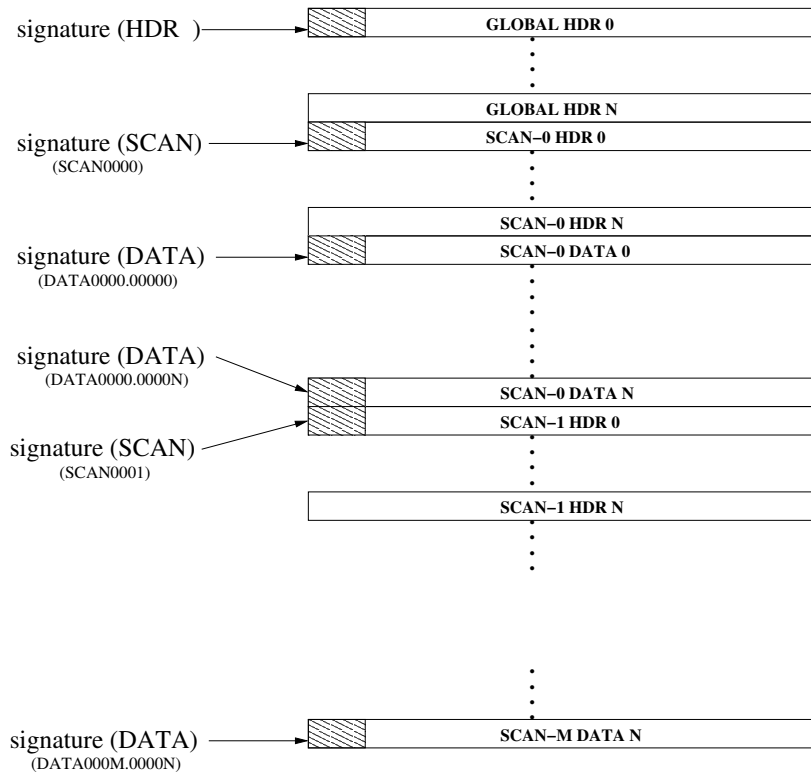 signature (HDR )
GLOBAL HDR 0
GLOBAL HDR N
signature (SCAN)
(SCAN0000)
SCAN-0 HDR 0
SCAN-0 HDR N
signature (DATA)
(DATA0000.00000)
SCAN-0 DATA 0
signature (DATA)
(DATA0000.0000N)
SCAN-0 DATA N
SCAN-1 HDR 0
signature (SCAN)
(SCAN0001)
SCAN-1 HDR N
SCAN-M DATA N
signature (DATA)
(DATA000M.0000N)